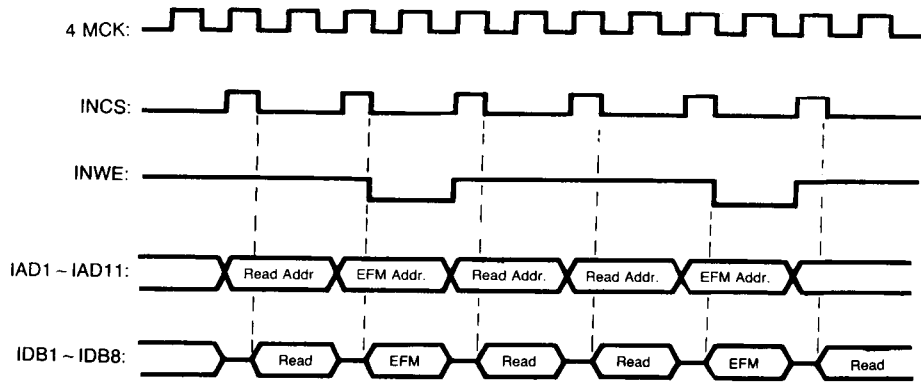 4 MCK:
INCS:
INWE:
IAD1 ~ IAD11: Read Addr EFM Addr. Read Addr. Read Addr. EFM Addr.
IDB1 ~ IDB8: Read EFM Read Read EFM Read